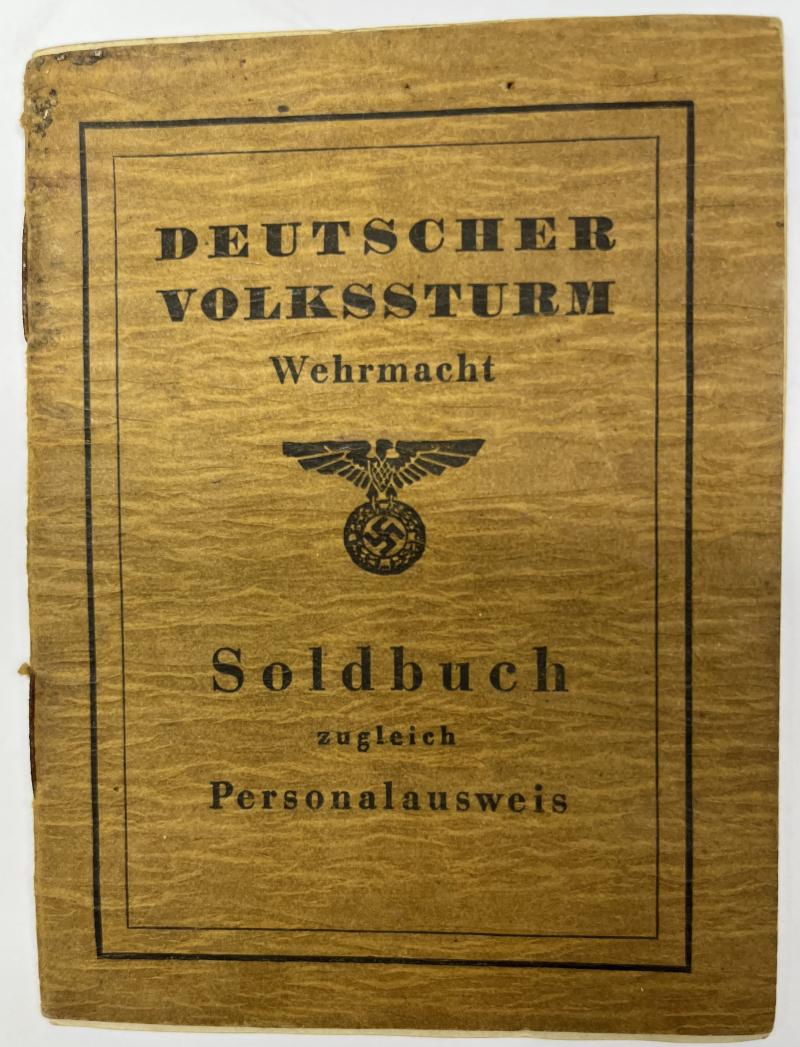 DEUTSCHER
VOLKSSTURM
Wehrmacht
Soldbuch
zugleich
Personalausweis